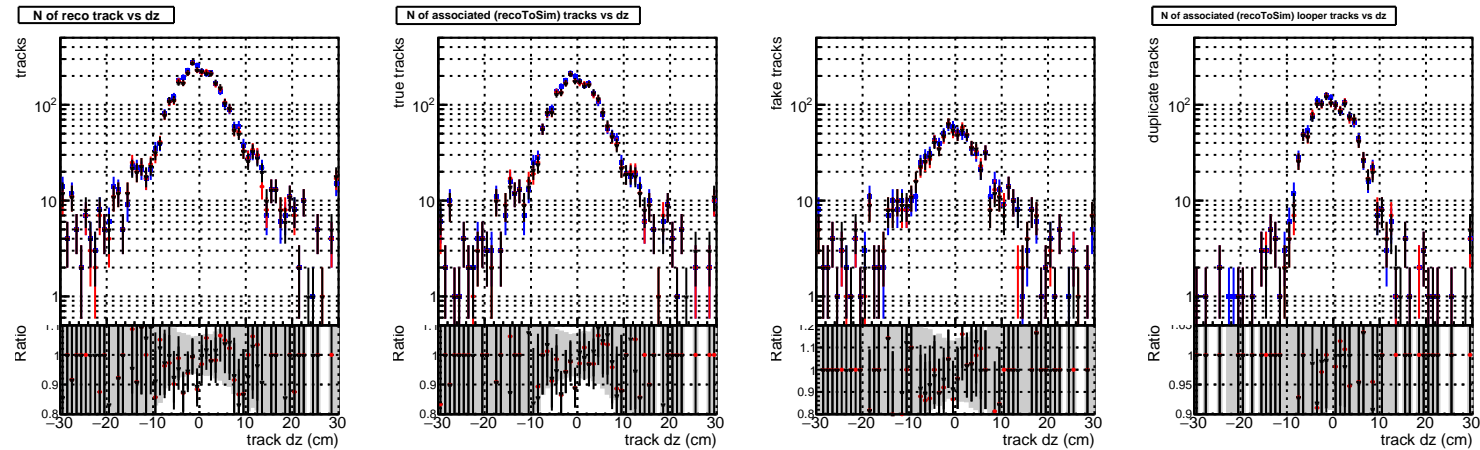 N of reco track vs dz
tracks
10²
10
1
Ratio
1
0.9
0.8
−30 −20 −10 0 10 20 30
track dz (cm)
N of associated (recoToSim) tracks vs dz
true tracks
10²
10
1
Ratio
1
0.9
0.8
−30 −20 −10 0 10 20 30
track dz (cm)
fake tracks
10²
10
1
Ratio
1.2
1.1
1
0.9
0.8
−30 −20 −10 0 10 20 30
track dz (cm)
N of associated (recoToSim) looper tracks vs dz
duplicate tracks
10²
10
1
Ratio
1
0.95
0.9
−30 −20 −10 0 10 20 30
track dz (cm)